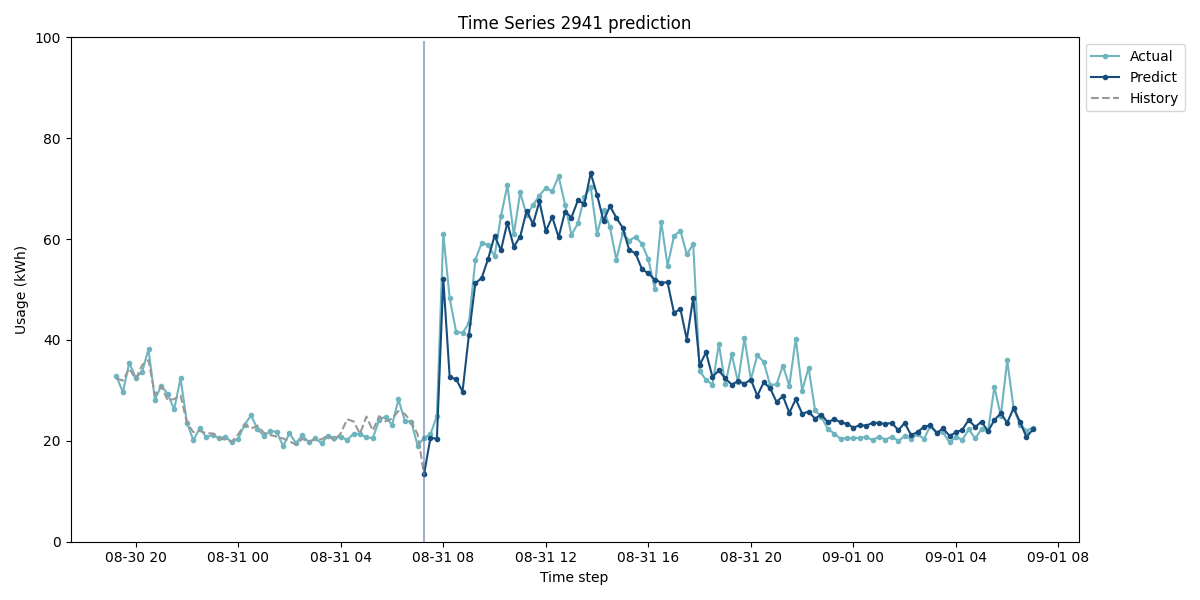 Time Series 2941 prediction
100
80
60
40
20
0
Usage (kWh)
08-30 20
08-31 00
08-31 04
08-31 08
08-31 12
08-31 16
08-31 20
09-01 00
09-01 04
09-01 08
Time step
Actual
Predict
History